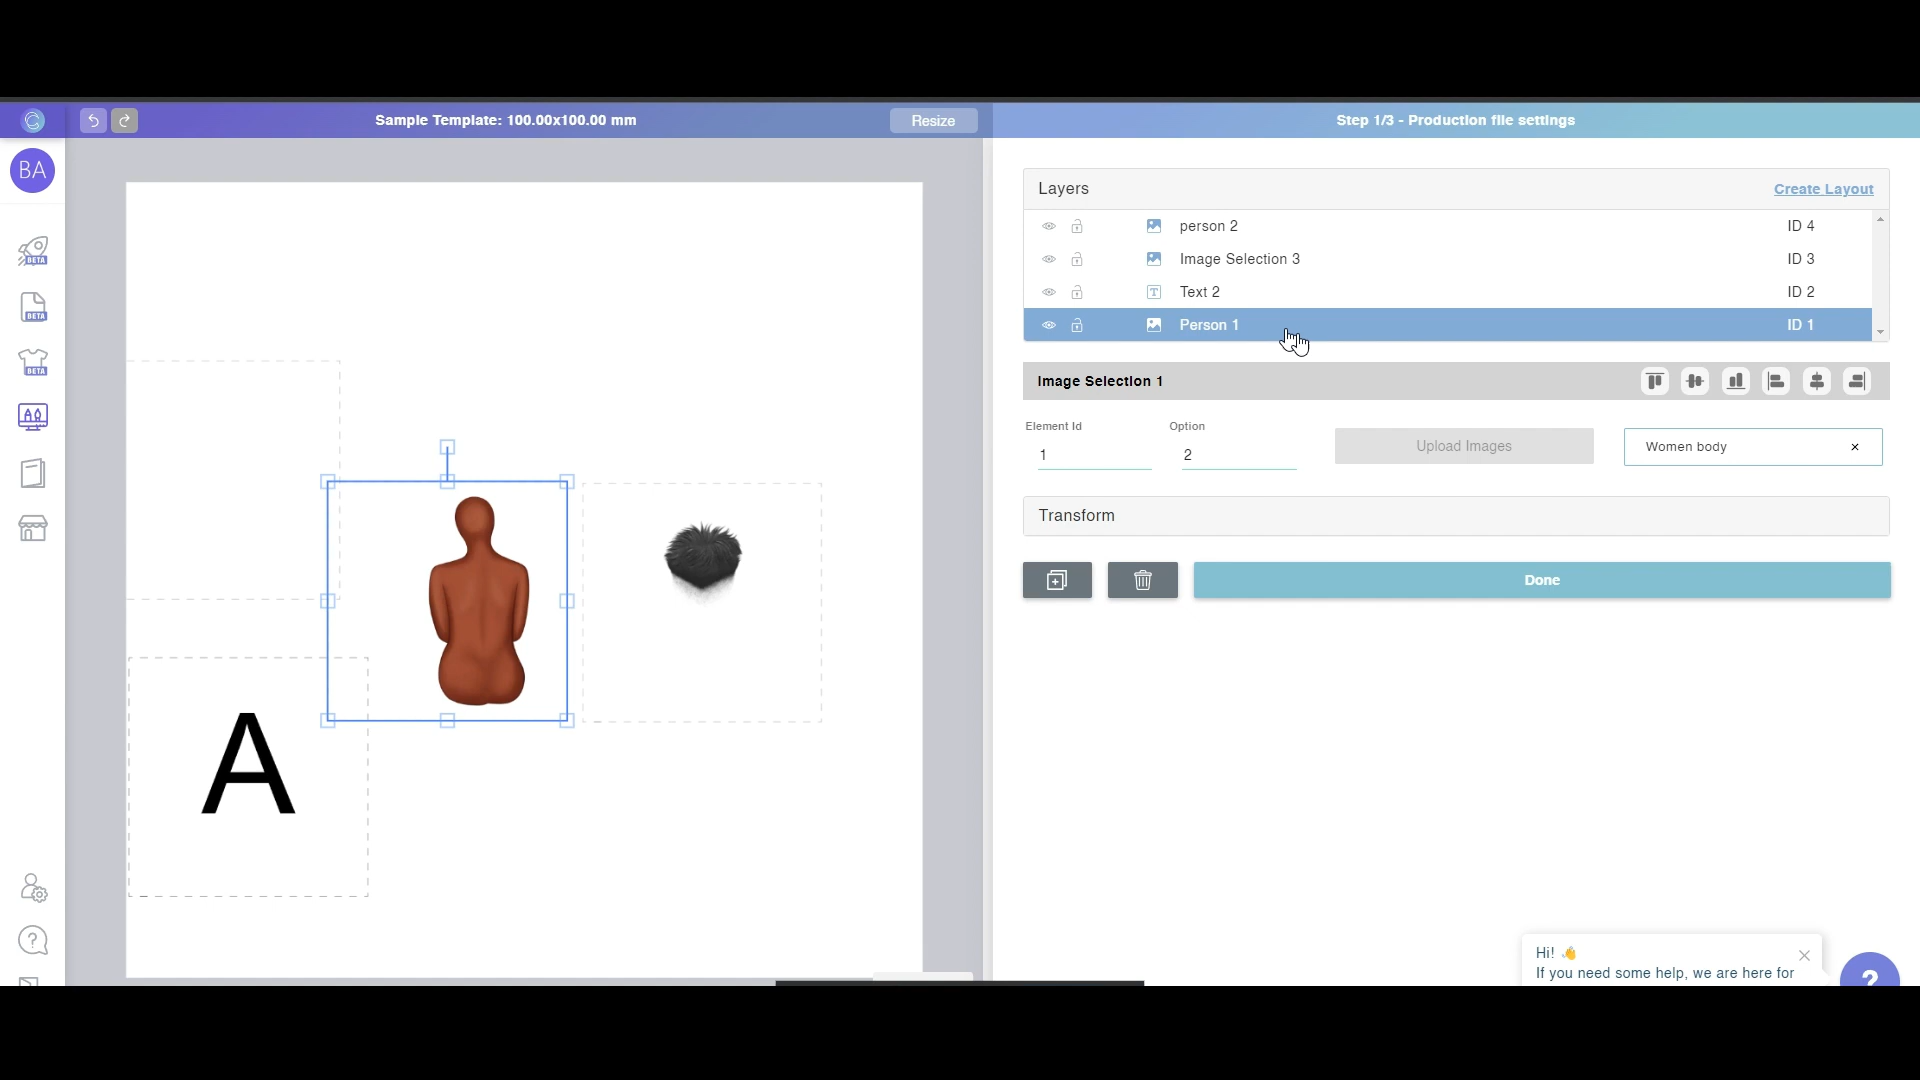 Sample Template: 100.00x100.00 mm
Resize
Step 1/3 - Production file settings
BA
BETA
BETA
BETA
A
Layers
Create Layout
person 2 ID 4
Image Selection 3 ID 3
T Text 2 ID 2
Person 1 ID 1
Image Selection 1
Element Id Option
1 2 Upload Images Women body ×
Transform
Done
Hi! 👋
If you need some help, we are here for
?
?